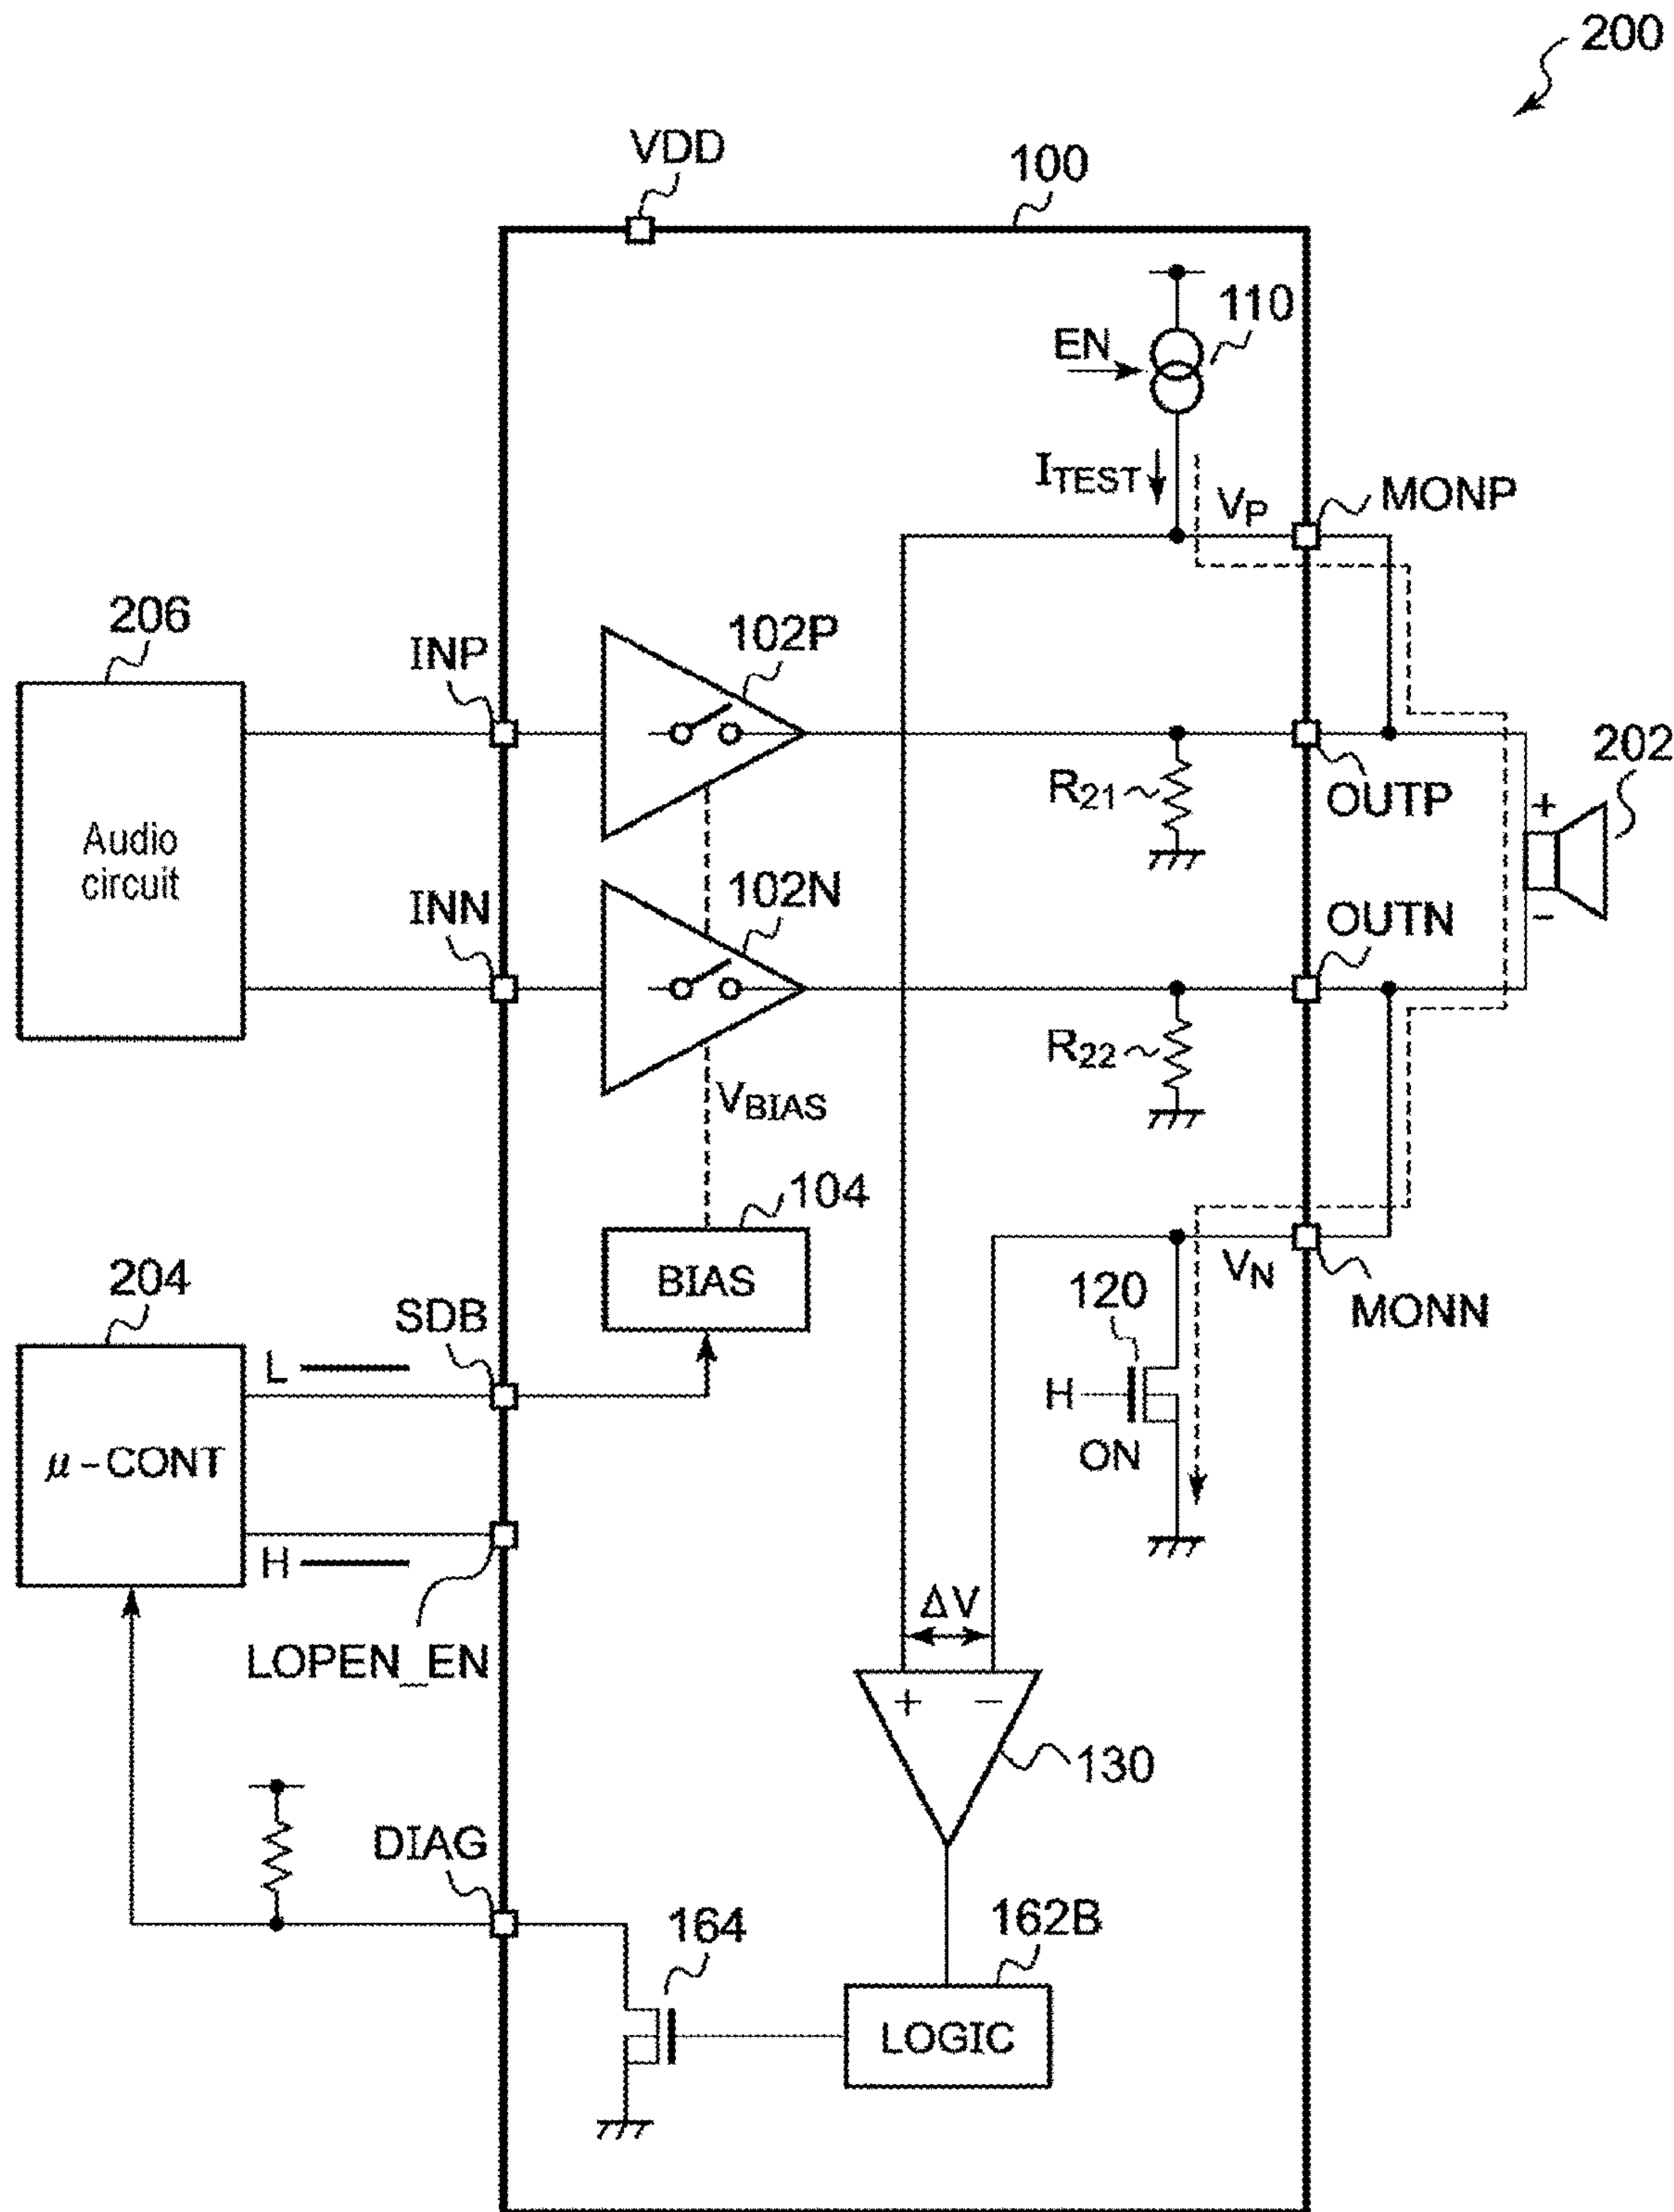 200
VDD
100
110
EN
ITEST
VP
MONP
206
INP
102P
Audio
circuit
R21
OUTP
202
+
−
INN
102N
OUTN
R22
VBIAS
104
BIAS
VN
MONN
204
SDB
L
120
H
ON
μ-CONT
H
LOPEN_EN
ΔV
+ −
130
DIAG
164
162B
LOGIC